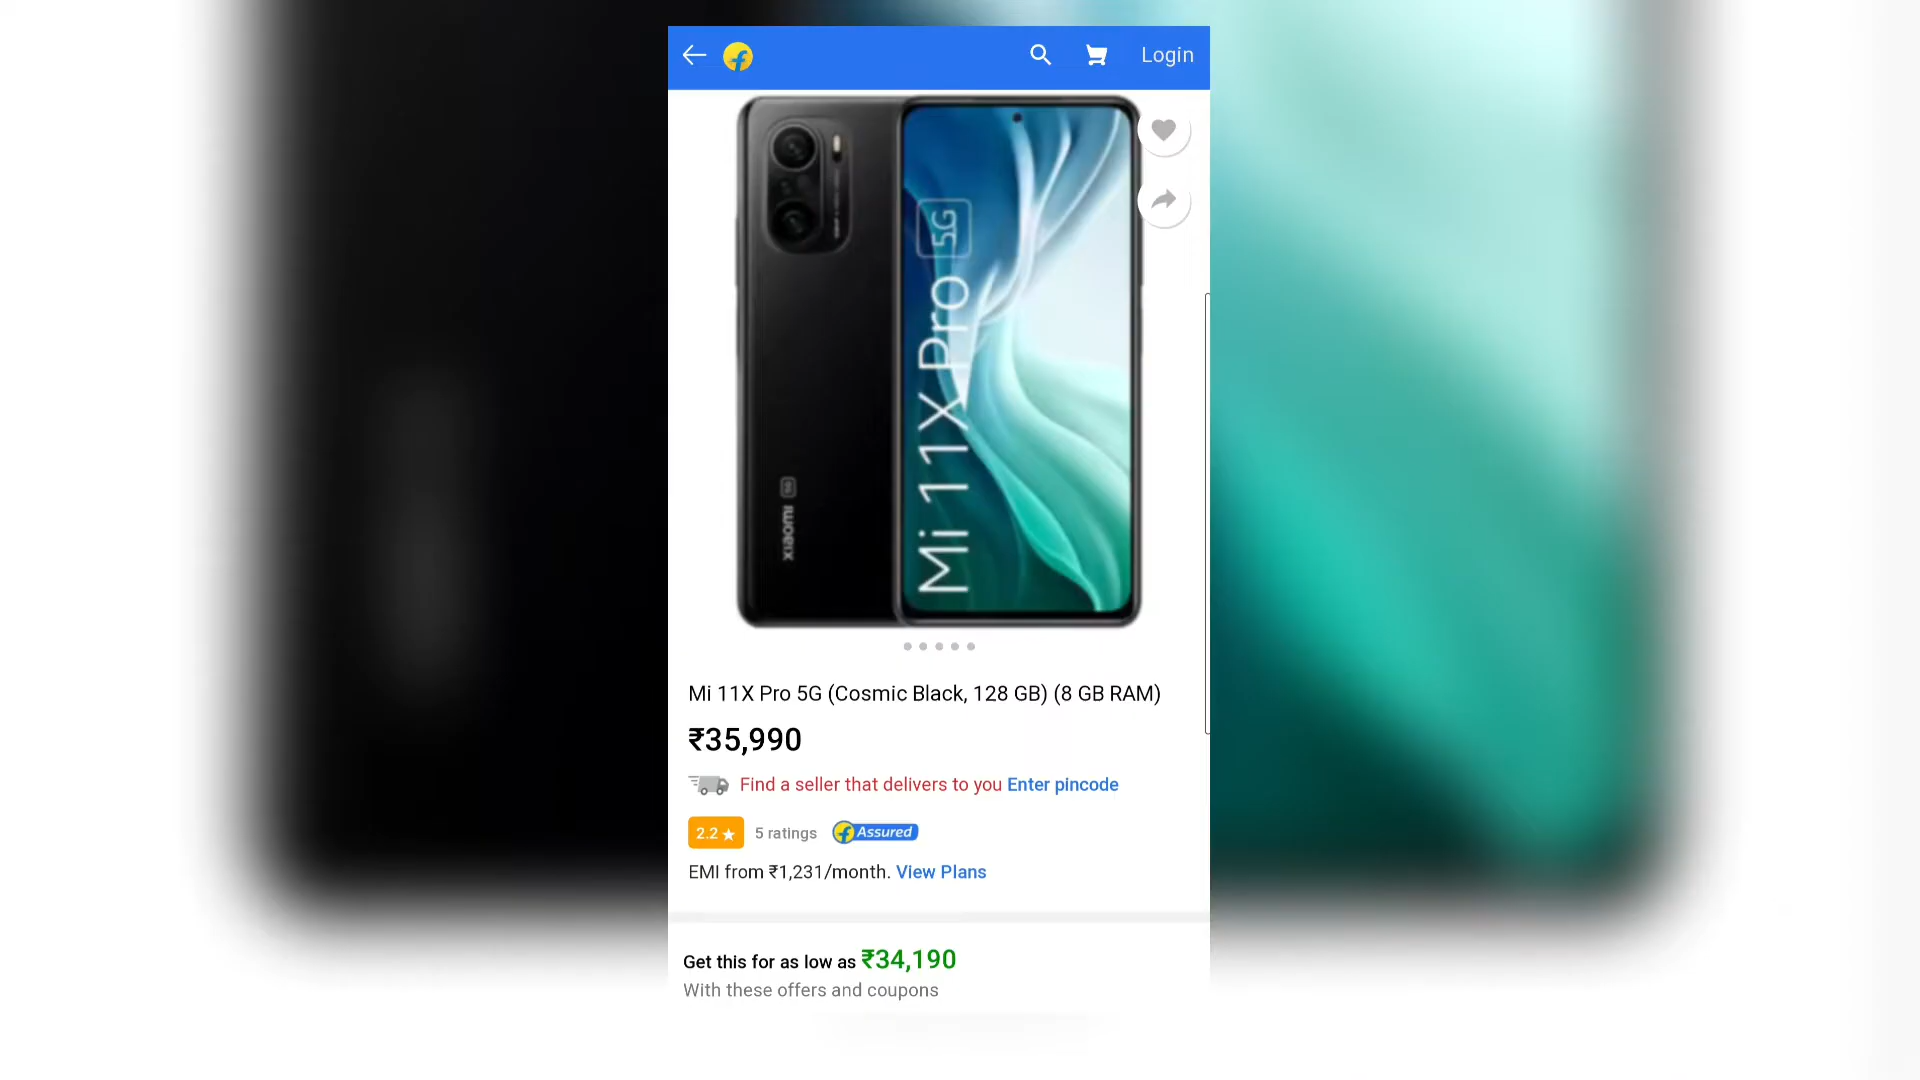 Login
Mi 11X Pro 5G
xiaomi 5G
Mi 11X Pro 5G (Cosmic Black, 128 GB) (8 GB RAM)
₹35,990
Find a seller that delivers to you Enter pincode
2.2★ 5 ratings f Assured
EMI from ₹1,231/month. View Plans
Get this for as low as ₹34,190
With these offers and coupons